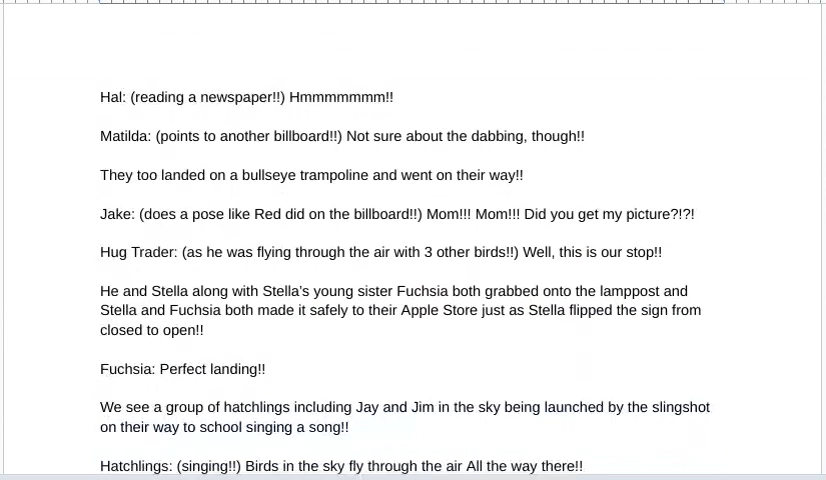 Hal: (reading a newspaper!!) Hmmmmmmm!!
Matilda: (points to another billboard!!) Not sure about the dabbing, though!!
They too landed on a bullseye trampoline and went on their way!!
Jake: (does a pose like Red did on the billboard!!) Mom!!! Mom!!! Did you get my picture?!?!
Hug Trader: (as he was flying through the air with 3 other birds!!) Well, this is our stop!!
He and Stella along with Stella's young sister Fuchsia both grabbed onto the lamppost and
Stella and Fuchsia both made it safely to their Apple Store just as Stella flipped the sign from
closed to open!!
Fuchsia: Perfect landing!!
We see a group of hatchlings including Jay and Jim in the sky being launched by the slingshot
on their way to school singing a song!!
Hatchlings: (singing!!) Birds in the sky fly through the air All the way there!!